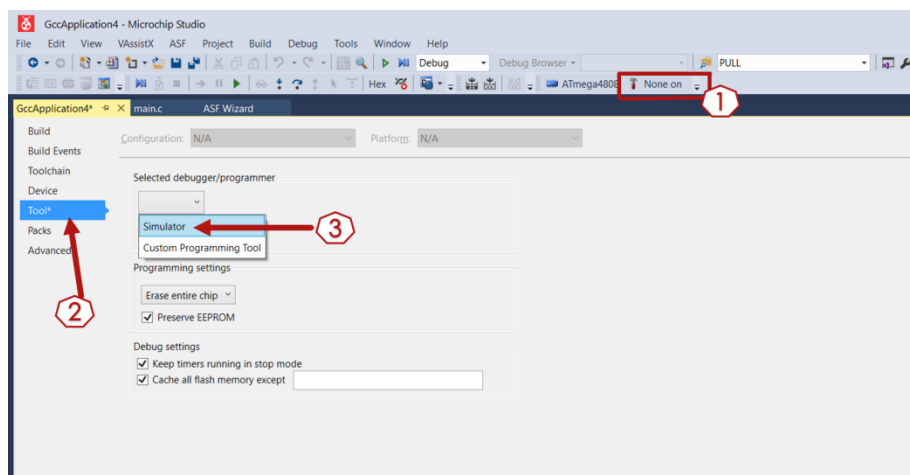 GccApplication4 - Microchip Studio
File Edit View VAssistX ASF Project Build Debug Tools Window Help
Debug Debug Browser PULL
Hex ATmega4808 None on
1
GccApplication4* main.c ASF Wizard
Build
Configuration: N/A Platform: N/A
Build Events
Toolchain
Selected debugger/programmer
Device
Tool*
Simulator
3
Packs
Custom Programming Tool
Advanced
Programming settings
Erase entire chip
2
Preserve EEPROM
Debug settings
Keep timers running in stop mode
Cache all flash memory except